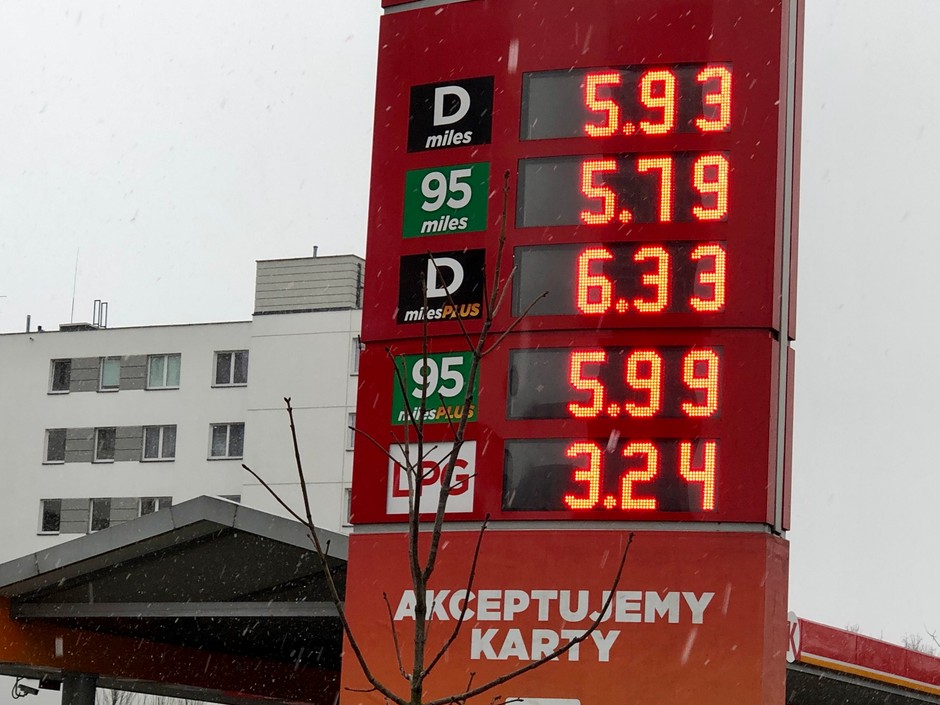 D
miles
5.93
95
miles
5.79
D
milesPLUS
6.33
95
milesPLUS
5.99
LPG
3.24
AKCEPTUJEMY
KARTY